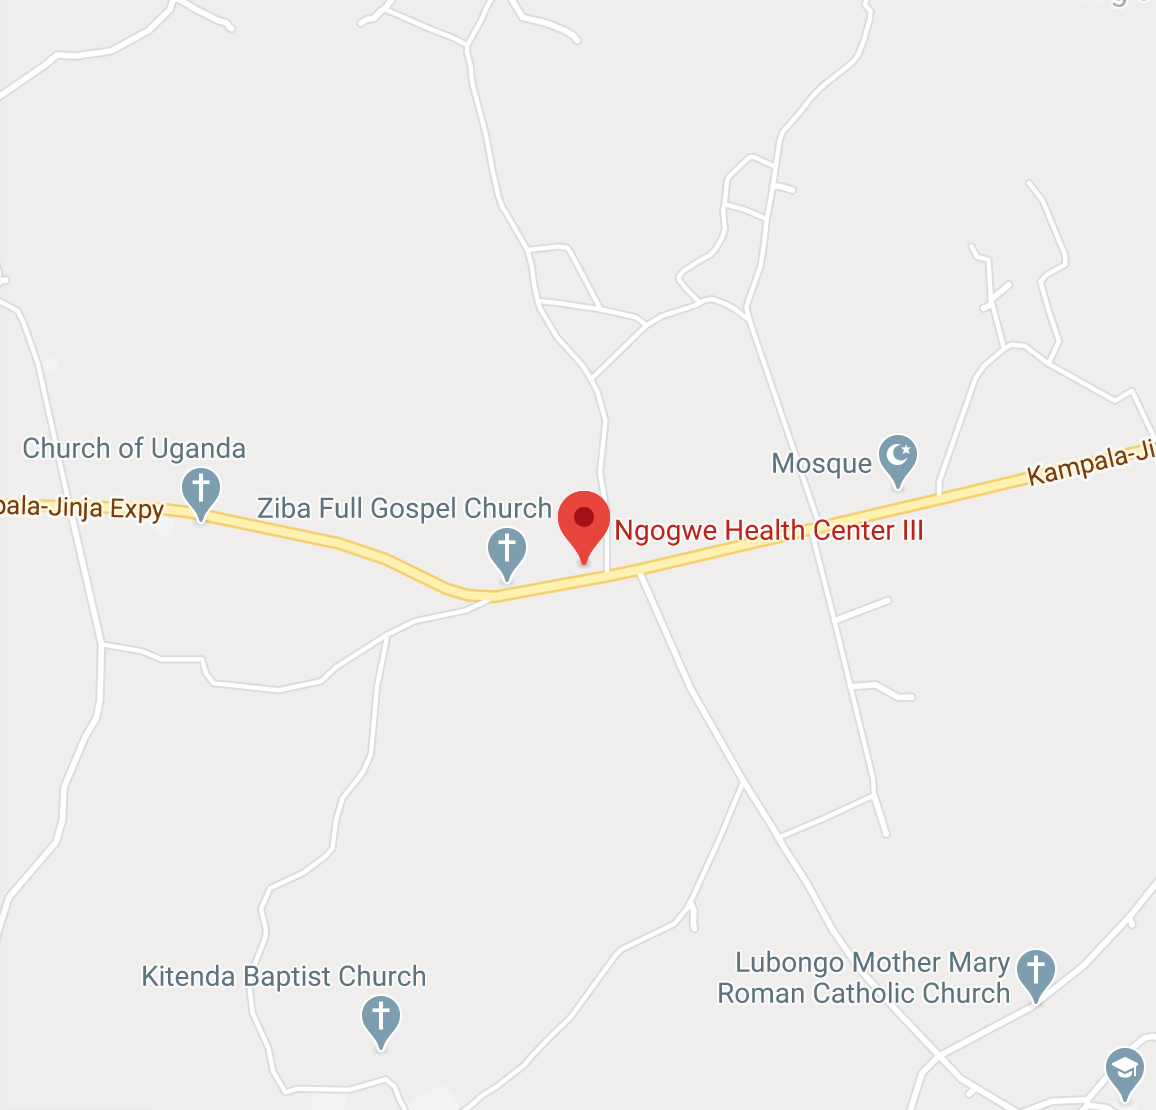 Church of Uganda
Mosque
Kampala-Ji
pala-Jinja Expy
Ziba Full Gospel Church
Ngogwe Health Center III
Kitenda Baptist Church
Lubongo Mother Mary
Roman Catholic Church